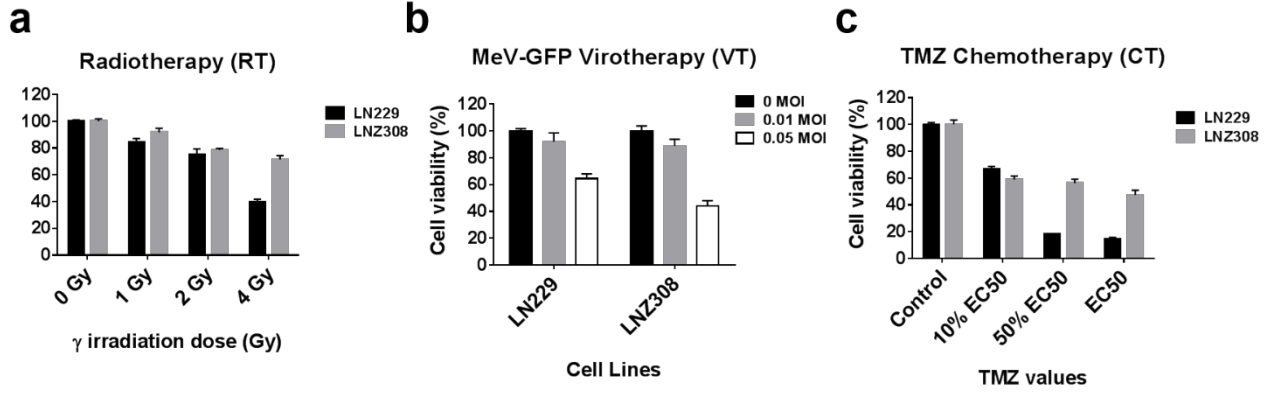 a
Radiotherapy (RT)
120
100
80
60
40
20
0
0 Gy
1 Gy
2 Gy
4 Gy
γ irradiation dose (Gy)
LN229
LNZ308
b
MeV-GFP Virotherapy (VT)
Cell viability (%)
120
100
80
60
40
20
0
LN229
LNZ308
Cell Lines
0 MOI
0.01 MOI
0.05 MOI
c
TMZ Chemotherapy (CT)
Cell viability (%)
120
100
80
60
40
20
0
Control
10% EC50
50% EC50
EC50
TMZ values
LN229
LNZ308